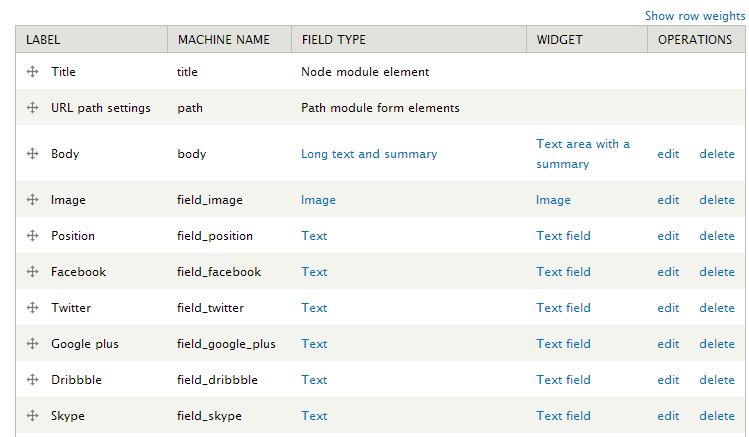 Show row weights
LABEL MACHINE NAME FIELD TYPE WIDGET OPERATIONS
Title title Node module element
URL path settings path Path module form elements
Body body Long text and summary Text area with a summary edit delete
Image field_image Image Image edit delete
Position field_position Text Text field edit delete
Facebook field_facebook Text Text field edit delete
Twitter field_twitter Text Text field edit delete
Google plus field_google_plus Text Text field edit delete
Dribbble field_dribbble Text Text field edit delete
Skype field_skype Text Text field edit delete